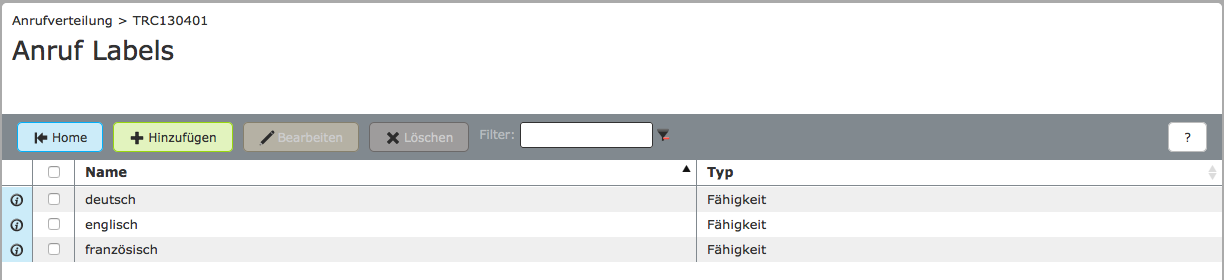 Anrufverteilung > TRC130401
Anruf Labels
Home Hinzufügen Bearbeiten Löschen Filter: ?
Name Typ
deutsch Fähigkeit
englisch Fähigkeit
französisch Fähigkeit